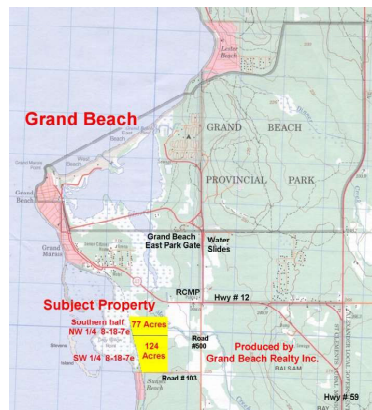 Lester
Beach
Grand Beach
GRAND BEACH
PROVINCIAL PARK
Grand
Beach
Grand
Marais
Grand Beach
East Park Gate
Water
Slides
RCMP
Hwy # 12
Subject Property
Southern half
NW 1/4 8-18-7e
77 Acres
SW 1/4 8-18-7e
124
Acres
Road
#500
Produced by
Grand Beach Realty Inc.
Island
BALSAM
Beach
Road # 103
Hwy # 59